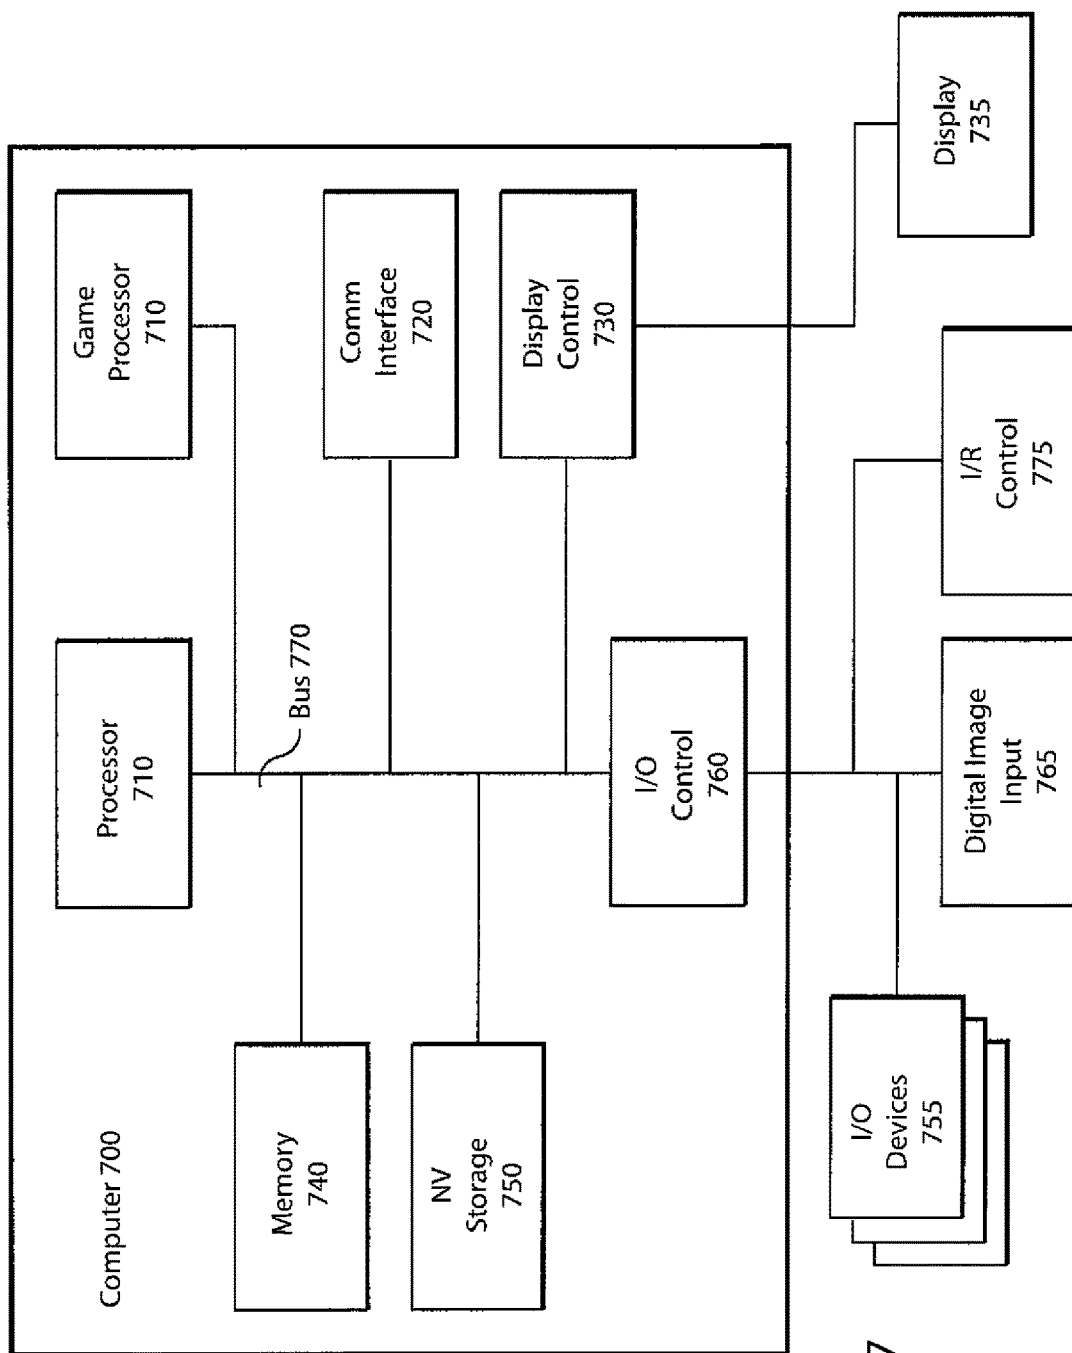 Computer 700
Processor
710
Game
Processor
710
Bus 770
Memory
740
Comm
Interface
720
NV
Storage
750
Display
Control
730
I/O
Control
760
I/O
Devices
755
Digital Image
Input
765
I/R
Control
775
Display
735
7